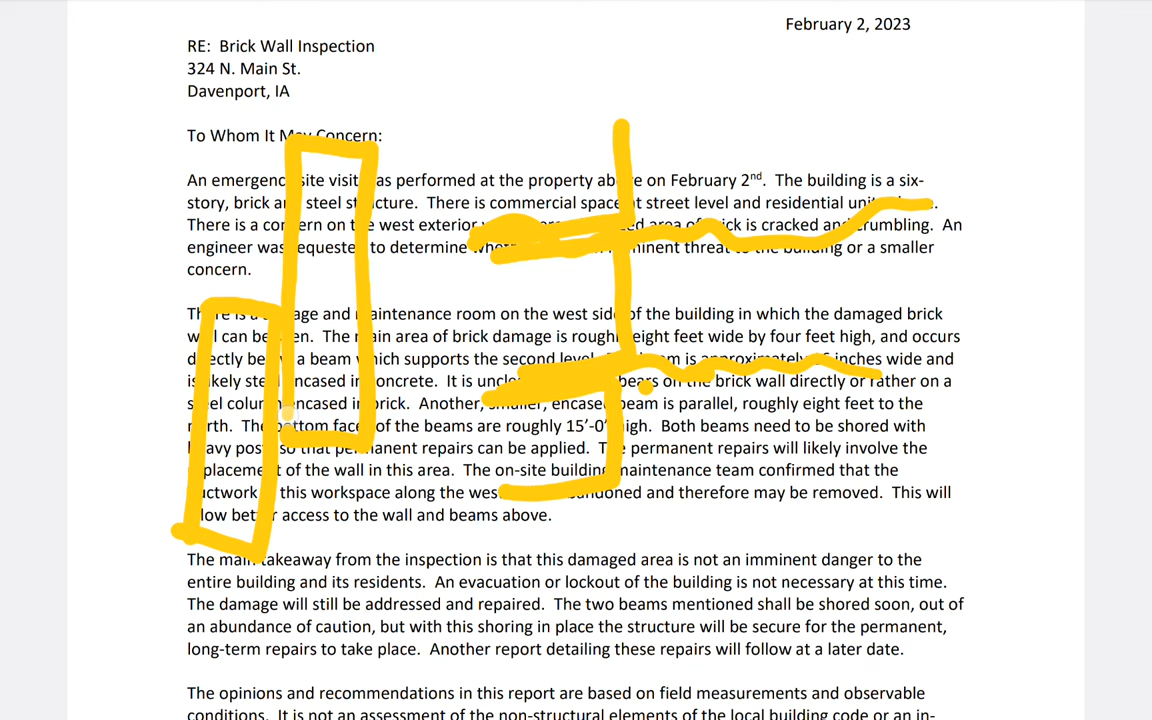 February 2, 2023
RE: Brick Wall Inspection
324 N. Main St.
Davenport, IA
To Whom It May Concern:
An emergency site visit was performed at the property above on February 2nd. The building is a six-
story, brick and steel structure. There is commercial space at street level and residential units
There is a concern on the west exterior area of brick is cracked and crumbling. An
engineer was requested to determine whether imminent threat to the building or a smaller
concern.
There is a and maintenance room on the west side of the building in which the damaged brick
wall can be seen. The main area of brick damage is roughly eight feet wide by four feet high, and occurs
directly below a beam which supports the second level. The beam is approximately inches wide and
is likely steel encased in concrete. It is unclear bears on the brick wall directly or rather on a
steel column encased in brick. Another, smaller, encased beam is parallel, roughly eight feet to the
north. The bottom faces of the beams are roughly 15’-0” high. Both beams need to be shored with
heavy posts so that permanent repairs can be applied. The permanent repairs will likely involve the
replacement of the wall in this area. The on-site building maintenance team confirmed that the
ductwork this workspace along the west abandoned and therefore may be removed. This will
allow better access to the wall and beams above.
The main takeaway from the inspection is that this damaged area is not an imminent danger to the
entire building and its residents. An evacuation or lockout of the building is not necessary at this time.
The damage will still be addressed and repaired. The two beams mentioned shall be shored soon, out of
an abundance of caution, but with this shoring in place the structure will be secure for the permanent,
long-term repairs to take place. Another report detailing these repairs will follow at a later date.
The opinions and recommendations in this report are based on field measurements and observable
conditions. It is not an assessment of the non-structural elements of the local building code or an in-